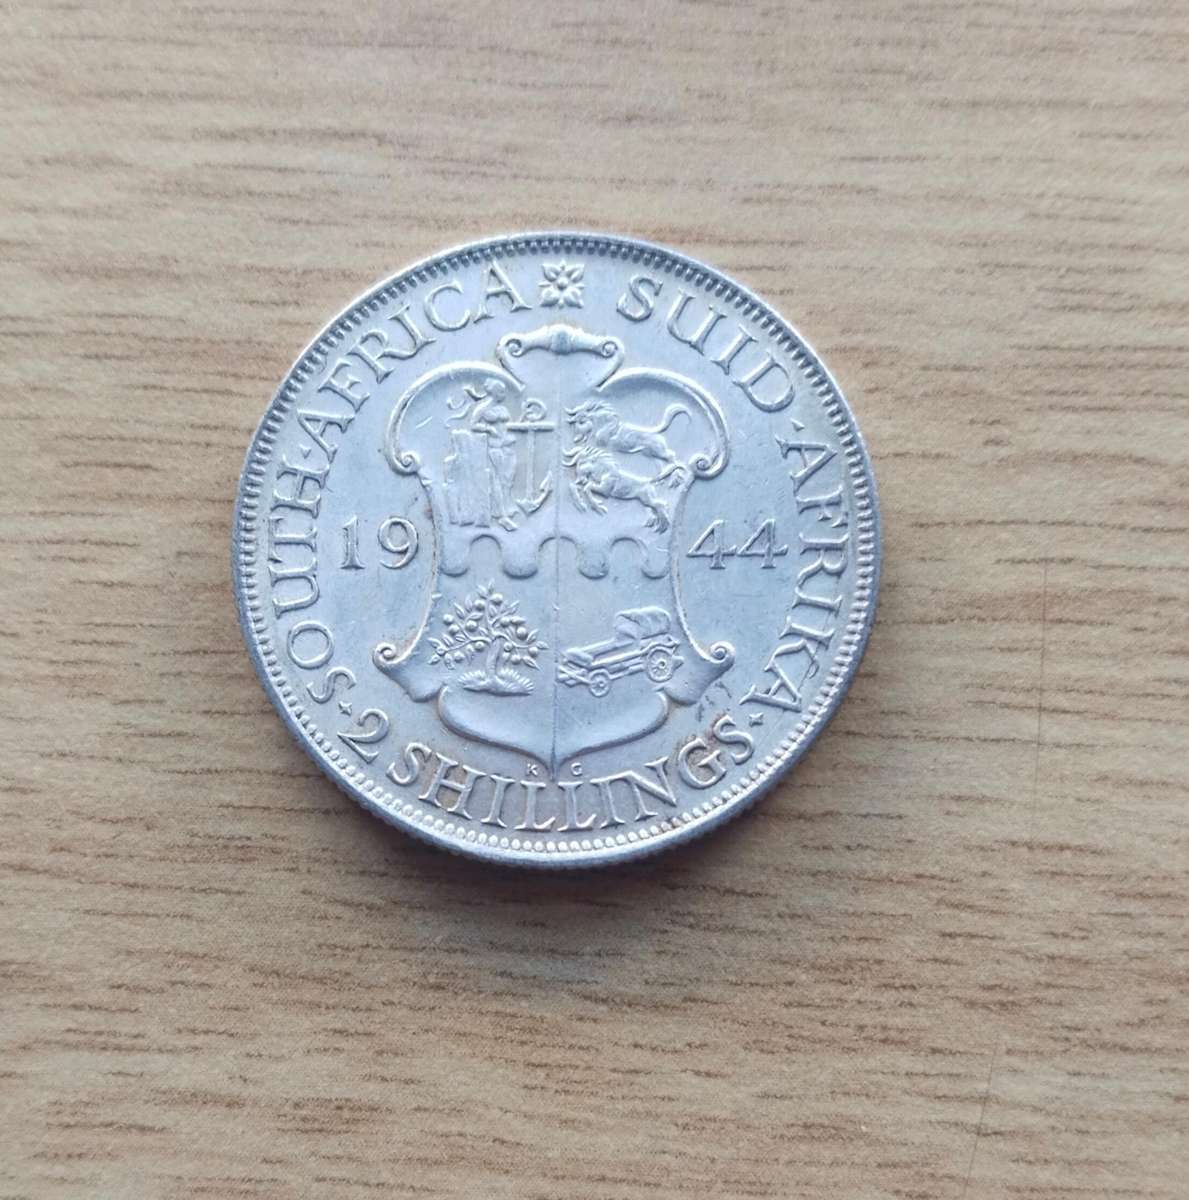 SOUTH·AFRICA SUID·AFRIKA
19 44
K G
·2 SHILLINGS·